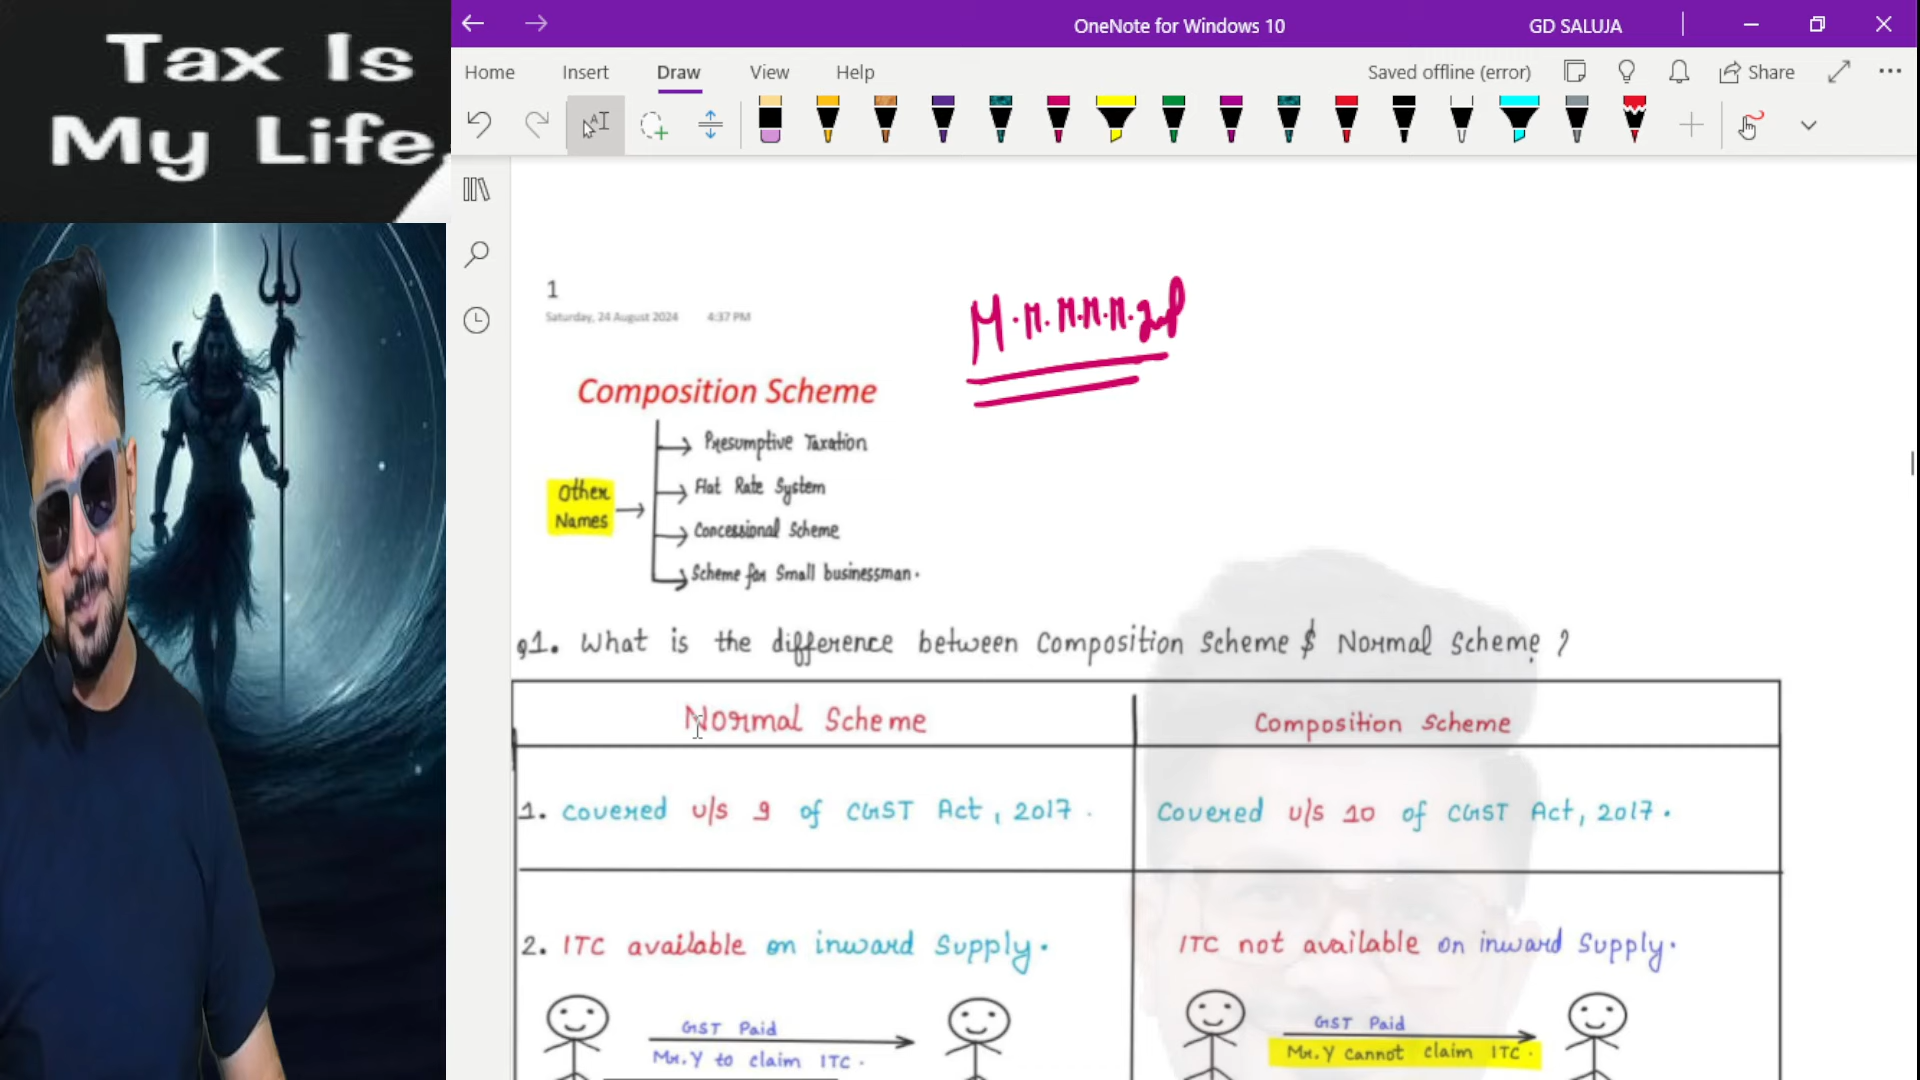 Tax Is
My Life.
OneNote for Windows 10
GD SALUJA
Home Insert Draw View Help
Saved offline (error)
Share
1
Saturday, 24 August 2024 4:37 PM
Composition Scheme
Other
Names
Presumptive Taxation
Flat Rate System
Concessional Scheme
Scheme for Small businessman.
Q1. What is the difference between Composition Scheme & Normal Scheme ?
Normal Scheme
Composition Scheme
1. Covered u/s 9 of CGST Act, 2017.
Covered u/s 10 of CGST Act, 2017.
2. ITC available on inward Supply.
ITC not available on inward Supply.
GST Paid
Mr. Y to claim ITC.
GST Paid
Mr. Y cannot claim ITC.